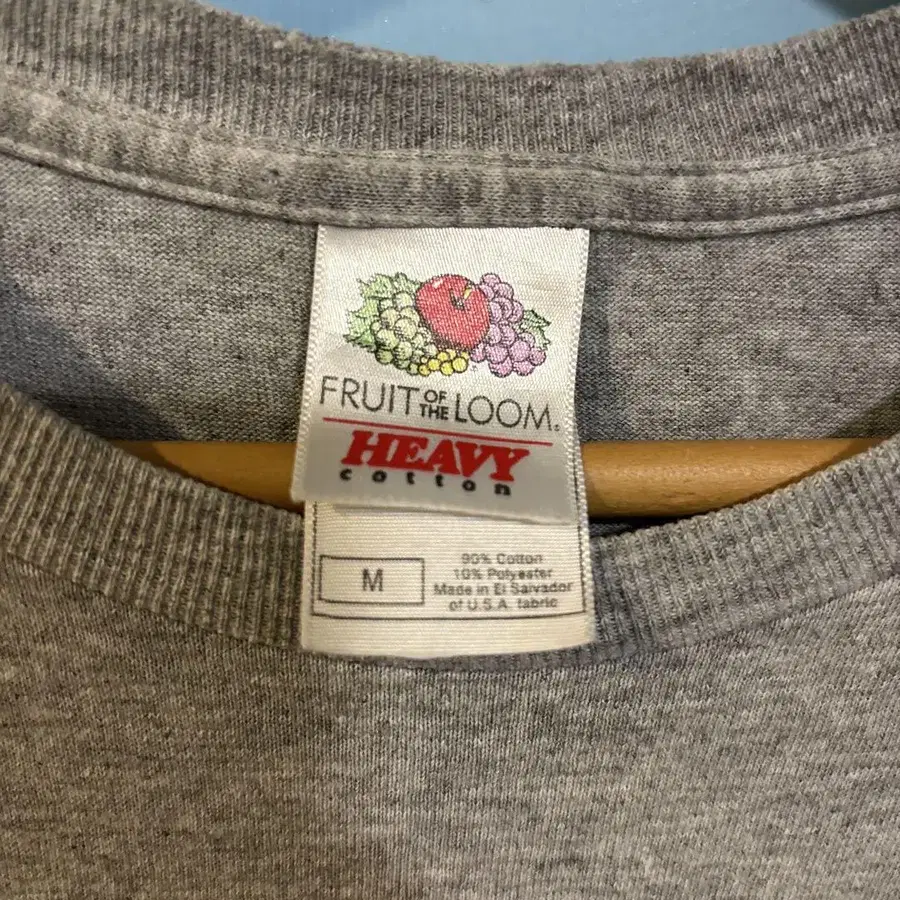 FRUIT OF THE LOOM.
HEAVY
cotton
M
90% Cotton
10% Polyester
Made in El Salvador
of U.S.A. fabric